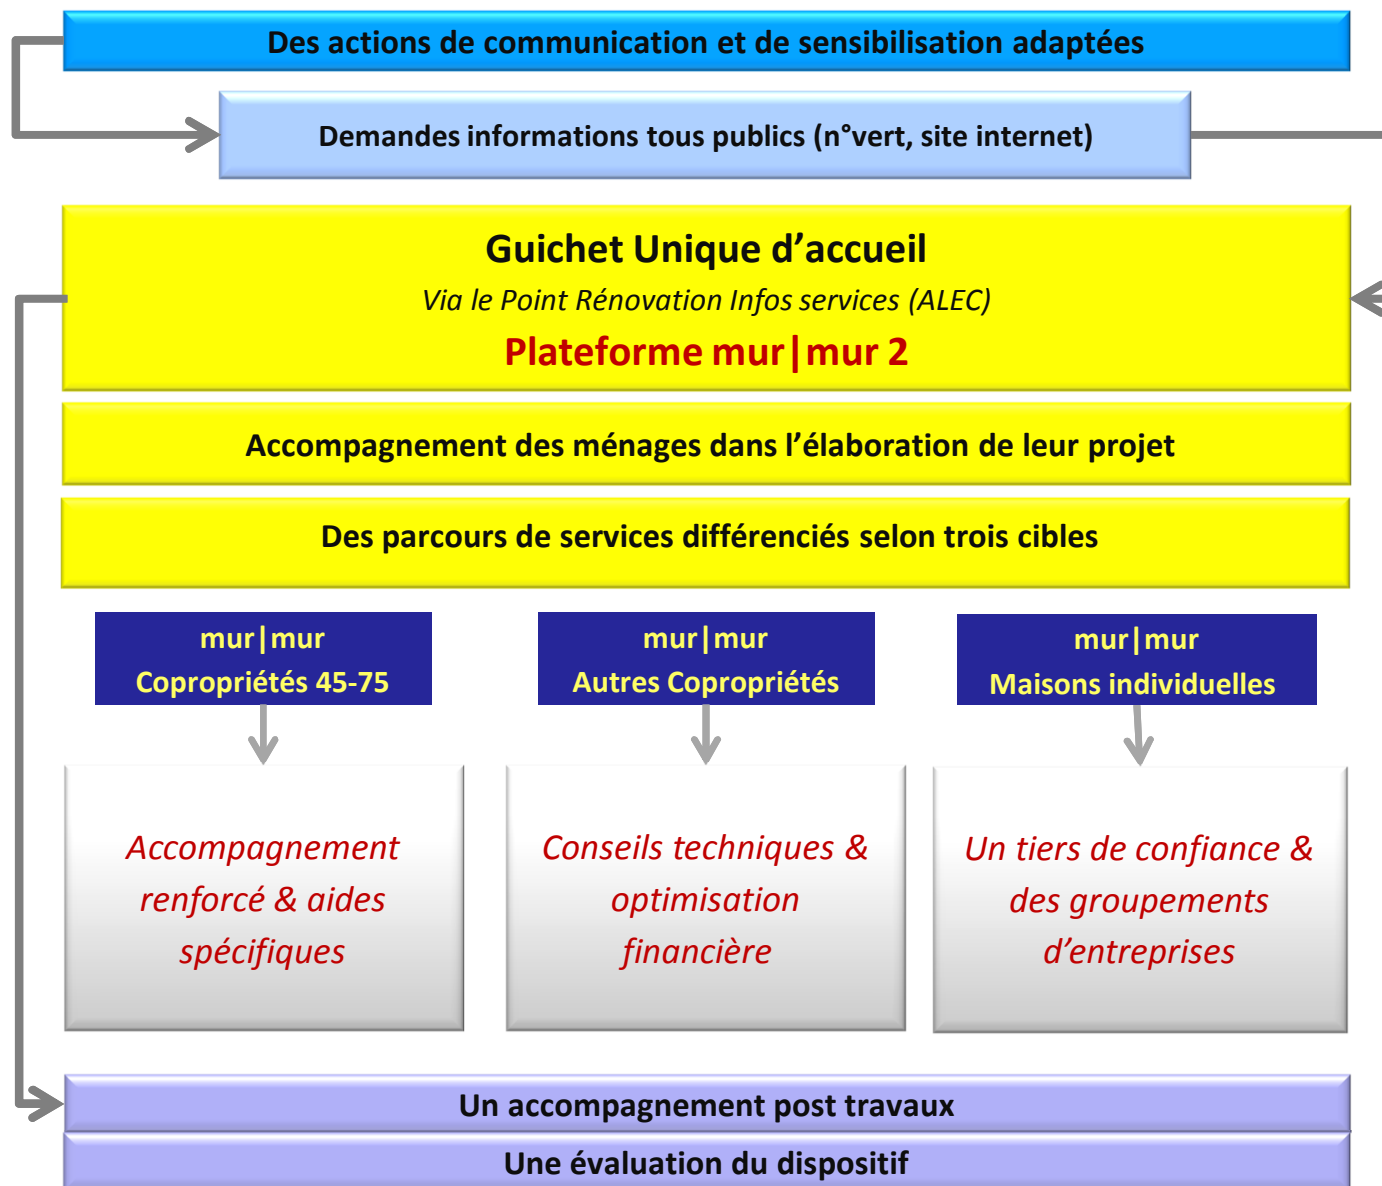 Des actions de communication et de sensibilisation adaptées
Demandes informations tous publics (n°vert, site internet)
Guichet Unique d’accueil
Via le Point Rénovation Infos services (ALEC)
Plateforme mur|mur 2
Accompagnement des ménages dans l’élaboration de leur projet
Des parcours de services différenciés selon trois cibles
mur|mur
Copropriétés 45-75
mur|mur
Autres Copropriétés
mur|mur
Maisons individuelles
Accompagnement
renforcé & aides
spécifiques
Conseils techniques &
optimisation
financière
Un tiers de confiance &
des groupements
d’entreprises
Un accompagnement post travaux
Une évaluation du dispositif